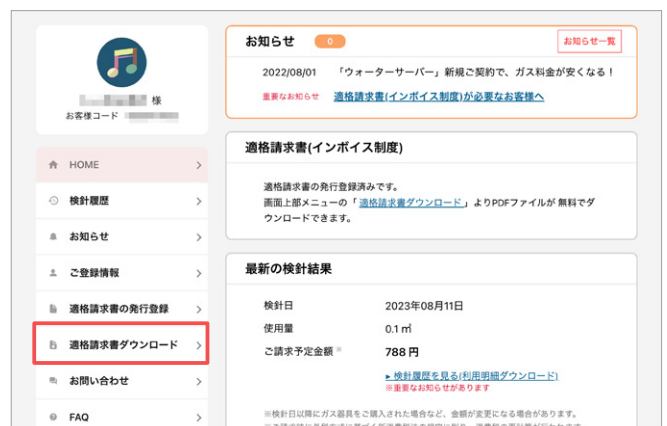 様
お客様コード
HOME
検針履歴
お知らせ
ご登録情報
適格請求書の発行登録
適格請求書ダウンロード
お問い合わせ
FAQ
お知らせ 0 お知らせ一覧
2022/08/01 「ウォーターサーバー」新規ご契約で、ガス料金が安くなる！
重要なお知らせ 適格請求書(インボイス制度)が必要なお客様へ
適格請求書(インボイス制度)
適格請求書の発行登録済みです。
画面上部メニューの「適格請求書ダウンロード」よりPDFファイルが 無料でダ
ウンロードできます。
最新の検針結果
検針日 2023年08月11日
使用量 0.1㎥
ご請求予定金額※ 788 円
▸ 検針履歴を見る(利用明細ダウンロード)
※重要なお知らせがあります
※検針日以降にガス器具をご購入された場合など、金額が変更になる場合があります。